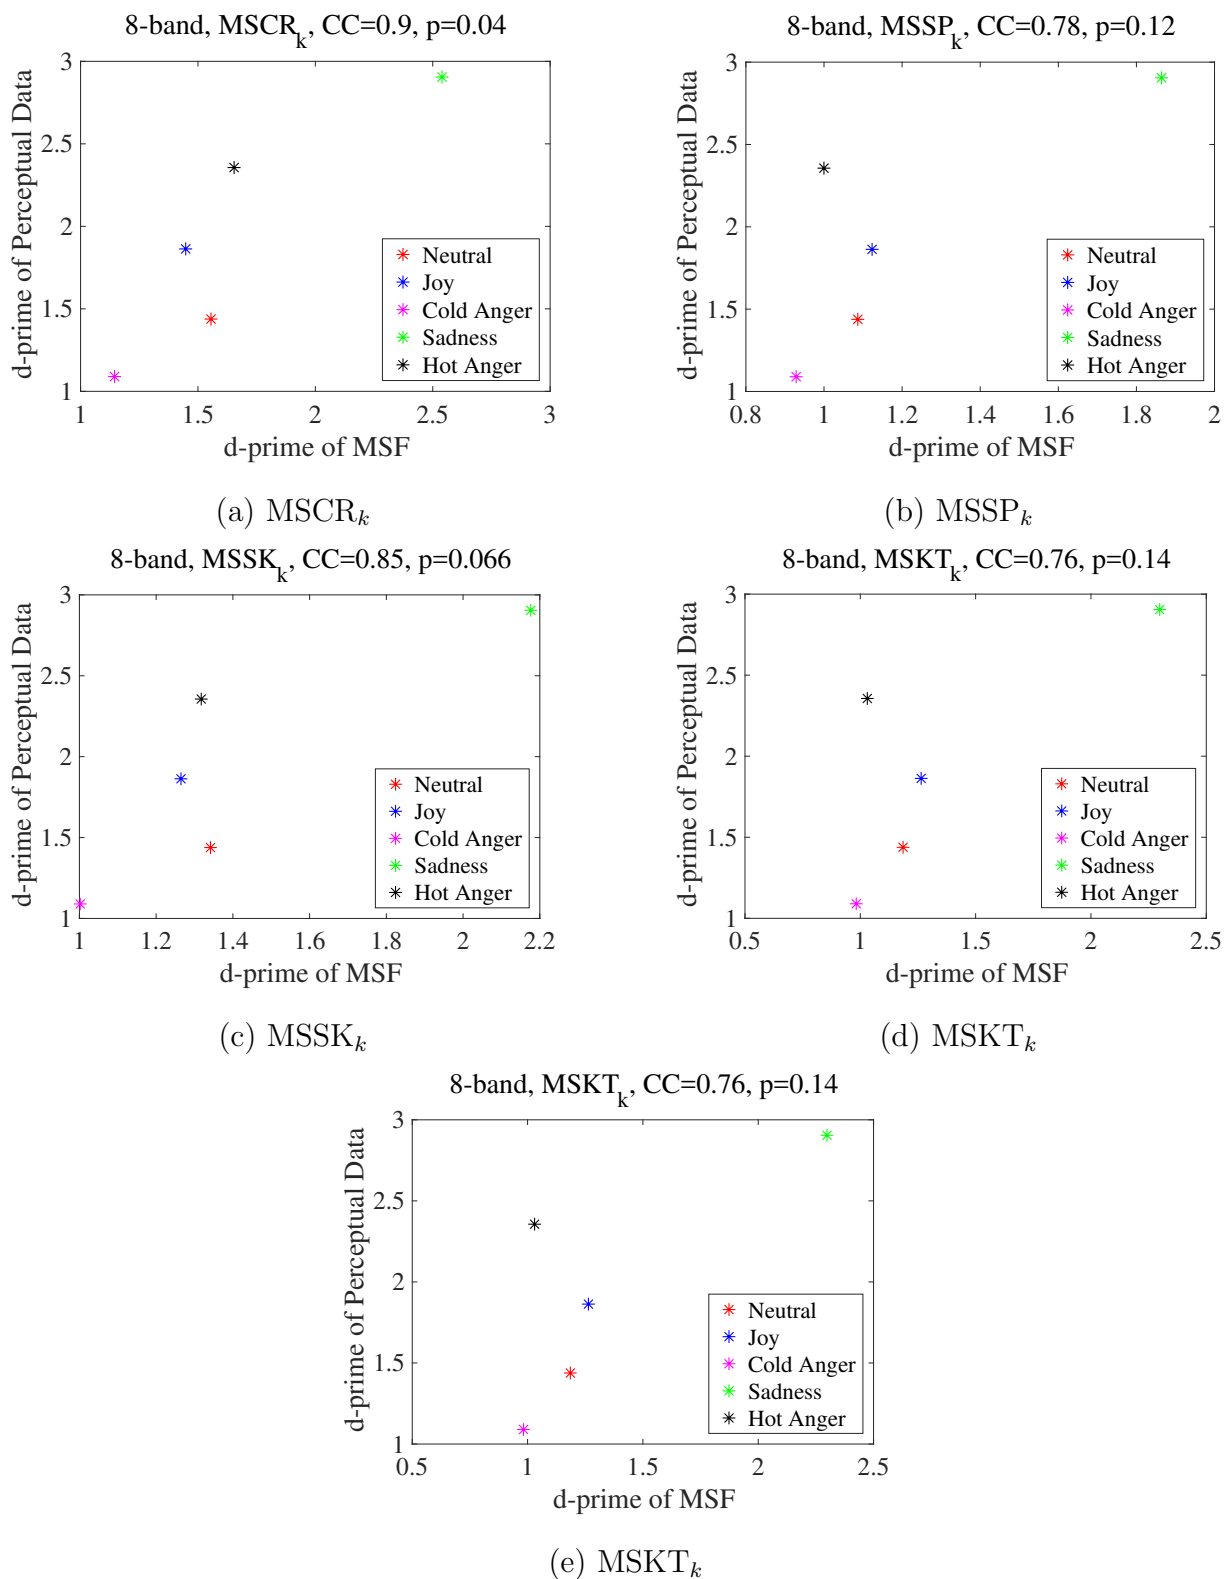 8-band, MSCR_k, CC=0.9, p=0.04
3
2.5
2
1.5
1
d-prime of Perceptual Data
Neutral
Joy
Cold Anger
Sadness
Hot Anger
1 1.5 2 2.5 3
d-prime of MSF
(a) MSCR_k
8-band, MSSP_k, CC=0.78, p=0.12
3
2.5
2
1.5
1
d-prime of Perceptual Data
Neutral
Joy
Cold Anger
Sadness
Hot Anger
0.8 1 1.2 1.4 1.6 1.8 2
d-prime of MSF
(b) MSSP_k
8-band, MSSK_k, CC=0.85, p=0.066
3
2.5
2
1.5
1
d-prime of Perceptual Data
Neutral
Joy
Cold Anger
Sadness
Hot Anger
1 1.2 1.4 1.6 1.8 2 2.2
d-prime of MSF
(c) MSSK_k
8-band, MSKT_k, CC=0.76, p=0.14
3
2.5
2
1.5
1
d-prime of Perceptual Data
Neutral
Joy
Cold Anger
Sadness
Hot Anger
0.5 1 1.5 2 2.5
d-prime of MSF
(d) MSKT_k
8-band, MSKT_k, CC=0.76, p=0.14
3
2.5
2
1.5
1
d-prime of Perceptual Data
Neutral
Joy
Cold Anger
Sadness
Hot Anger
0.5 1 1.5 2 2.5
d-prime of MSF
(e) MSKT_k